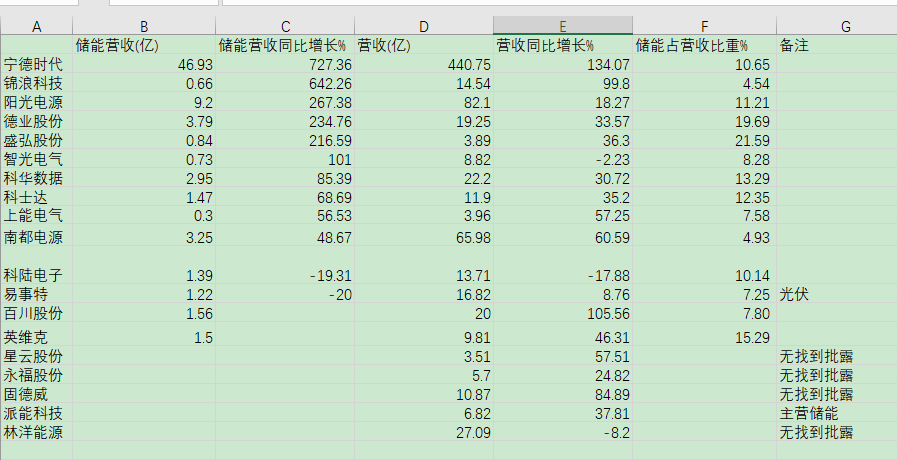 A B C D E F G
储能营收(亿) 储能营收同比增长% 营收(亿) 营收同比增长% 储能占营收比重% 备注
宁德时代 46.93 727.36 440.75 134.07 10.65
锦浪科技 0.66 642.26 14.54 99.8 4.54
阳光电源 9.2 267.38 82.1 18.27 11.21
德业股份 3.79 234.76 19.25 33.57 19.69
盛弘股份 0.84 216.59 3.89 36.3 21.59
智光电气 0.73 101 8.82 -2.23 8.28
科华数据 2.95 85.39 22.2 30.72 13.29
科士达 1.47 68.69 11.9 35.2 12.35
上能电气 0.3 56.53 3.96 57.25 7.58
南都电源 3.25 48.67 65.98 60.59 4.93
科陆电子 1.39 -19.31 13.71 -17.88 10.14
易事特 1.22 -20 16.82 8.76 7.25 光伏
百川股份 1.56 20 105.56 7.80
英维克 1.5 9.81 46.31 15.29
星云股份 3.51 57.51 无找到批露
永福股份 5.7 24.82 无找到批露
固德威 10.87 84.89 无找到批露
派能科技 6.82 37.81 主营储能
林洋能源 27.09 -8.2 无找到批露